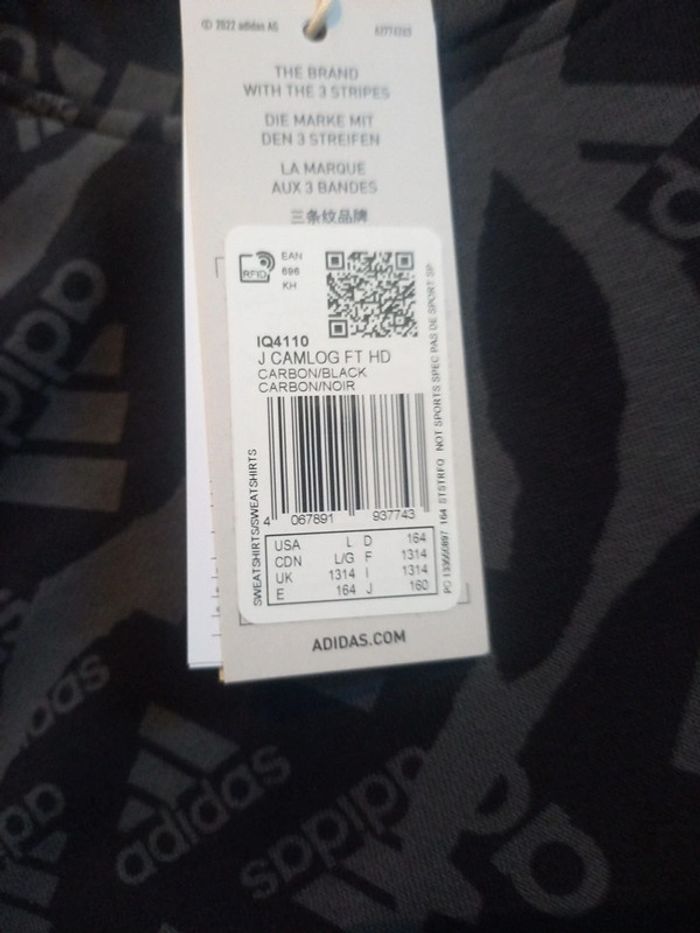 © 2022 adidas AG
THE BRAND
WITH THE 3 STRIPES
DIE MARKE MIT
DEN 3 STREIFEN
LA MARQUE
AUX 3 BANDES
三条纹品牌
RFID
EAN
696
KH
IQ4110
J CAMLOG FT HD
CARBON/BLACK
CARBON/NOIR
SWEATSHIRTS/SWEATSHIRTS
NOT SPORTS SPEC PAS DE SPORT SP
4 067891 937743
USA L D 164
CDN L/G F 1314
UK 1314 I 1314
E 164 J 160
ADIDAS.COM
adidas
adidas
adidas